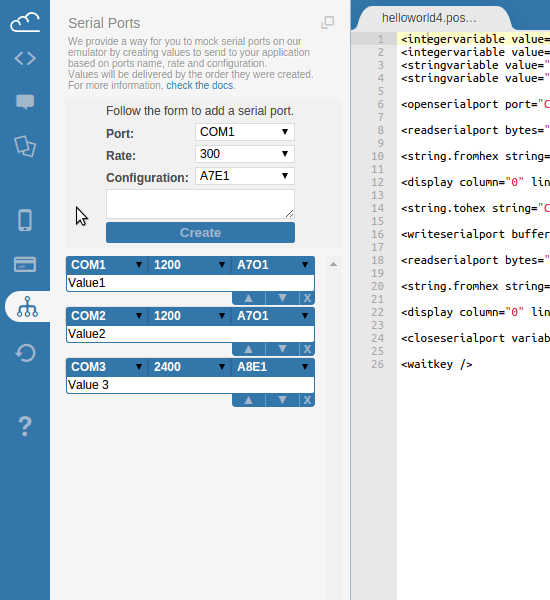 Serial Ports
We provide a way for you to mock serial ports on our
emulator by creating values to send to your application
based on ports name, rate and configuration.
Values will be delivered by the order they were created.
For more information, check the docs.
Follow the form to add a serial port.
Port: COM1
Rate: 300
Configuration: A7E1
Create
COM1 1200 A7O1
Value1
X
COM2 1200 A7O1
Value2
X
COM3 2400 A8E1
Value 3
X
?
helloworld4.pos...
1 <integervariable value=
2 <integervariable value=
3 <stringvariable value="
4 <stringvariable value="
5
6 <openserialport port="C
7
8 <readserialport bytes="
9
10 <string.fromhex string=
11
12 <display column="0" lin
13
14 <string.tohex string="C
15
16 <writeserialport buffer
17
18 <readserialport bytes="
19
20 <string.fromhex string=
21
22 <display column="0" lin
23
24 <closeserialport variab
25
26 <waitkey />